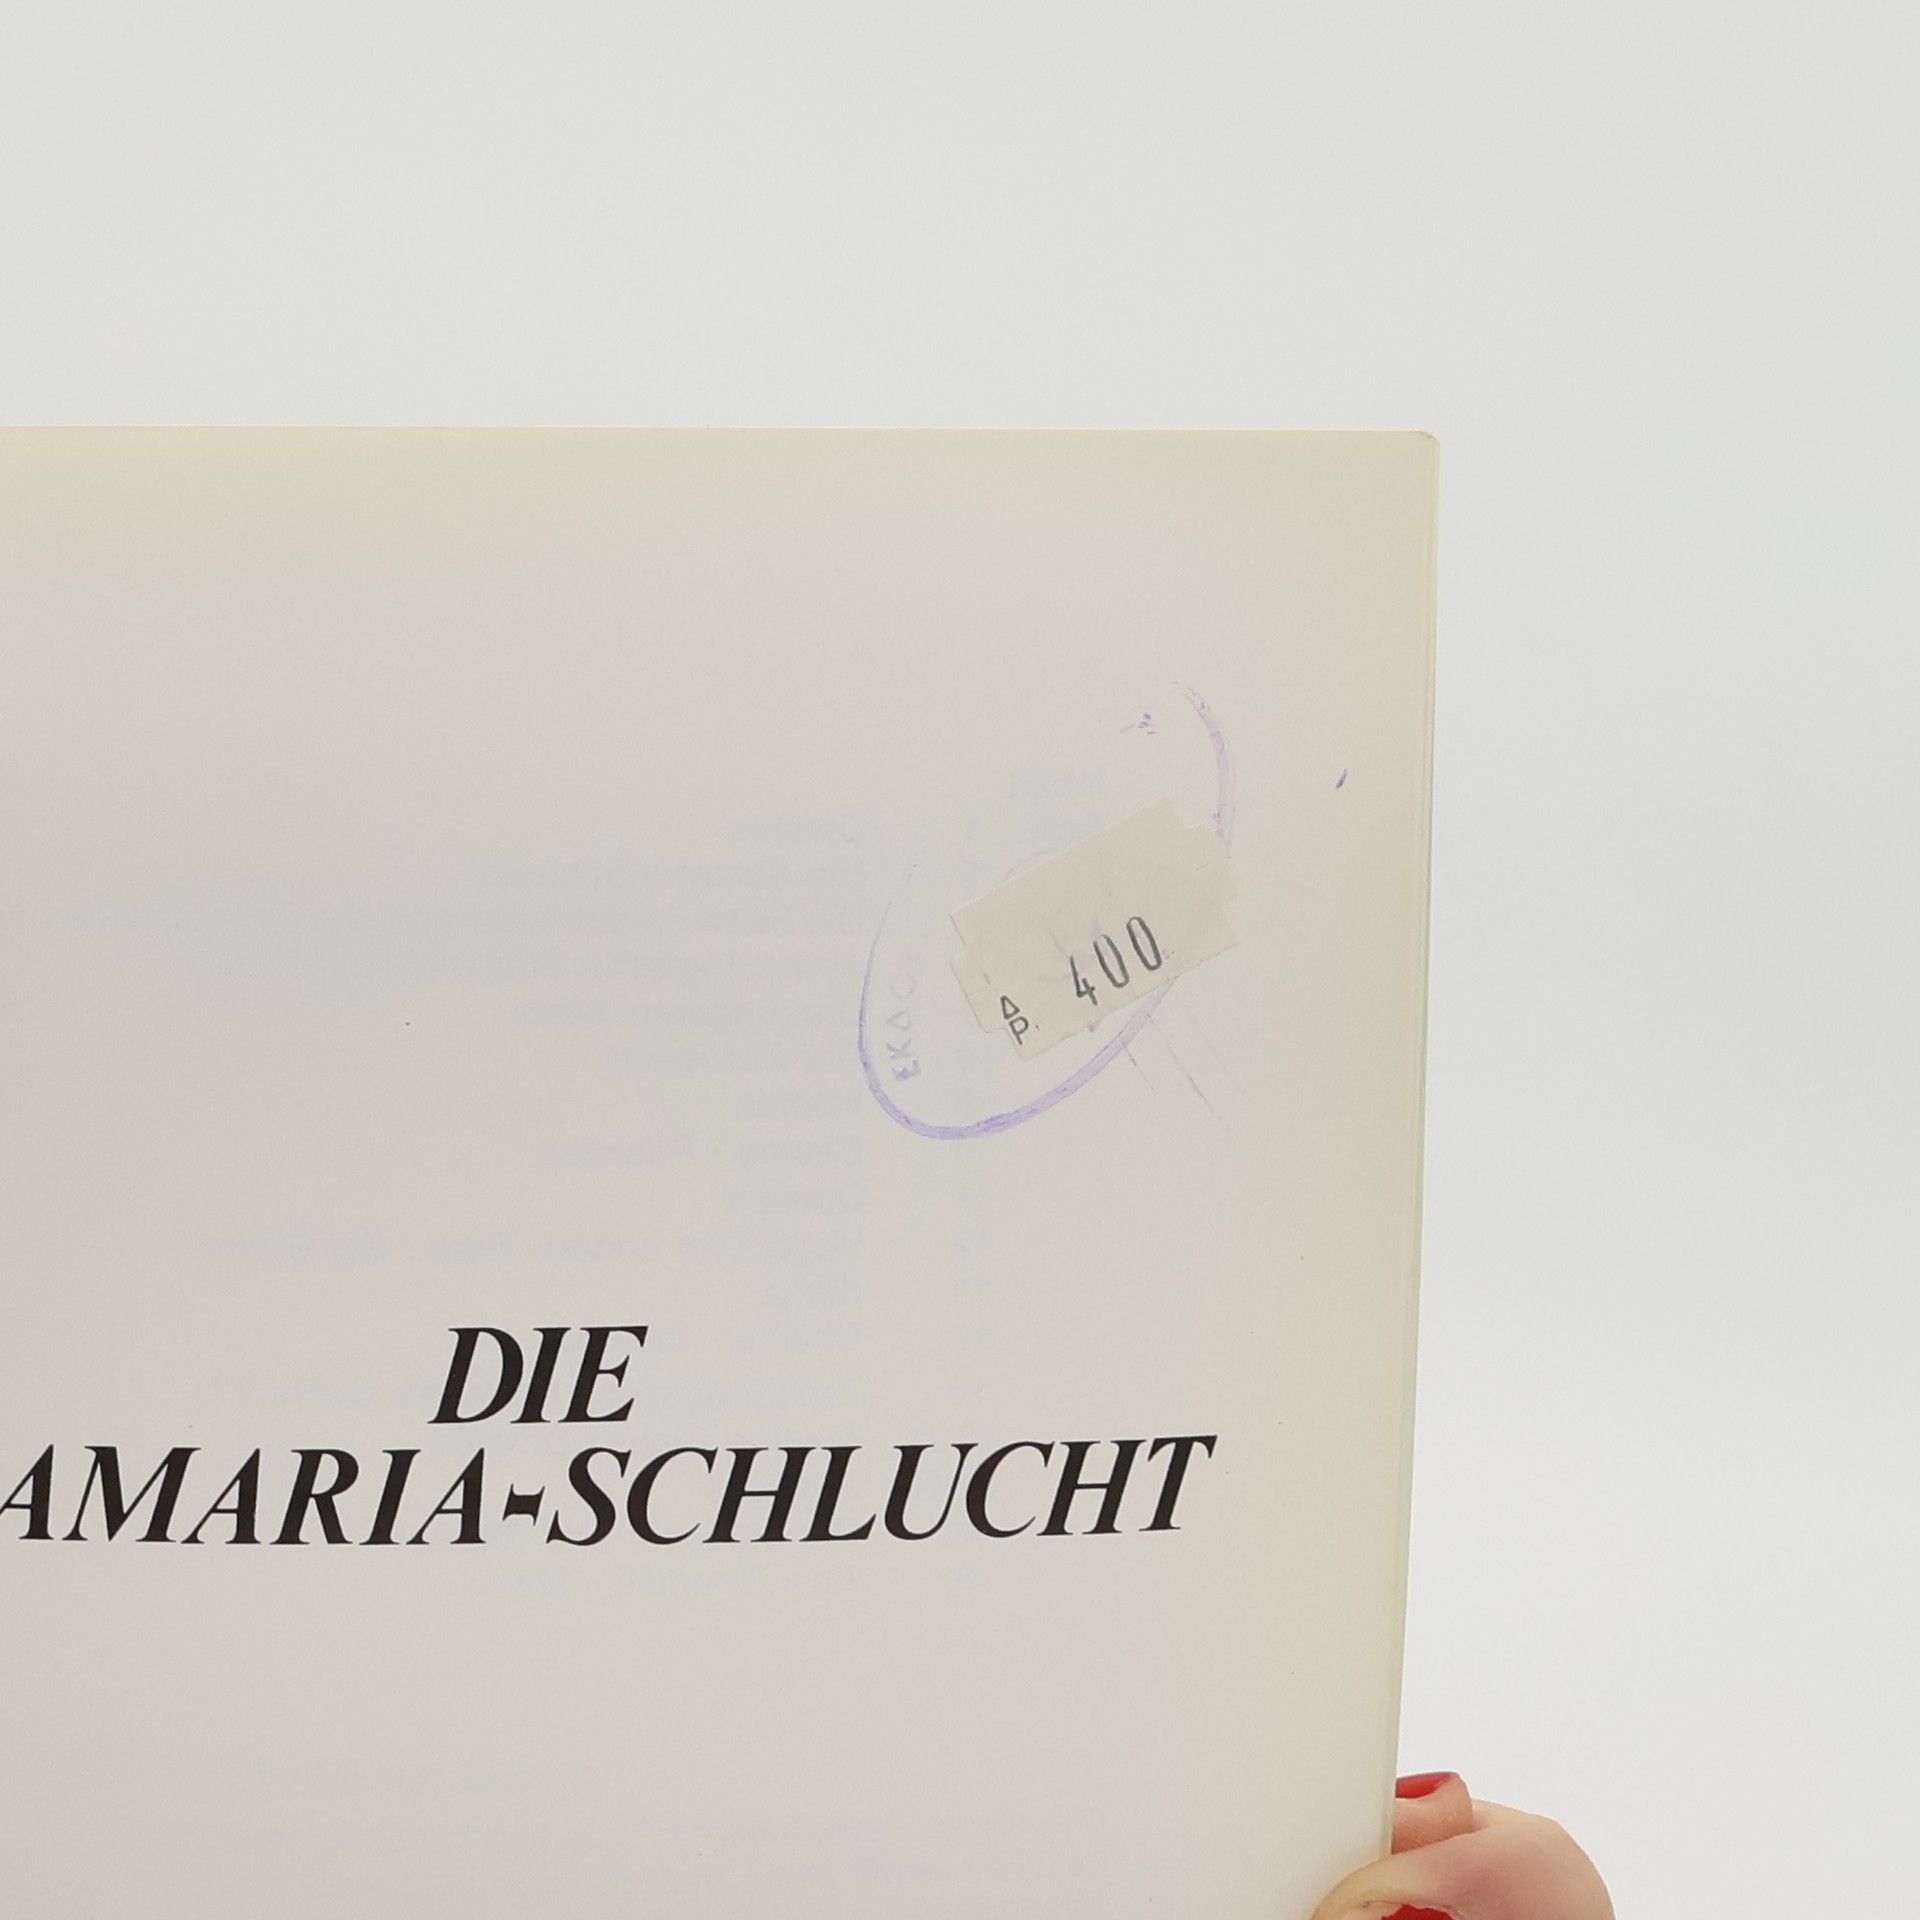 ΔΡ. 400
DIE
AMARIA-SCHLUCHT